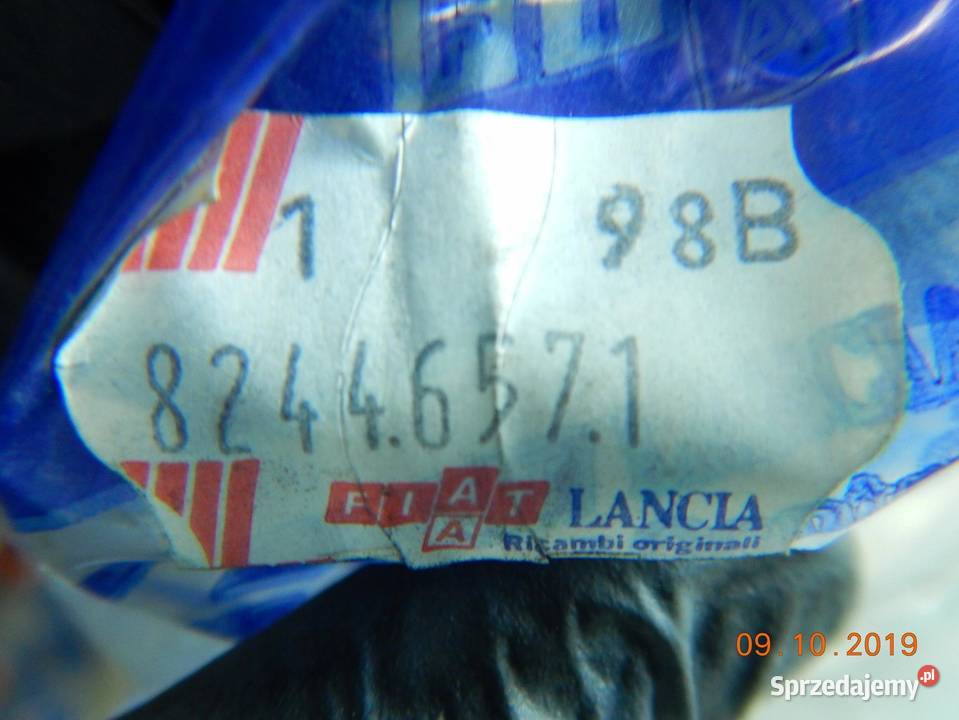 1 98B
8244.657.1
FIAT LANCIA
A
Ricambi originali
09.10.2019
Sprzedajemy.pl